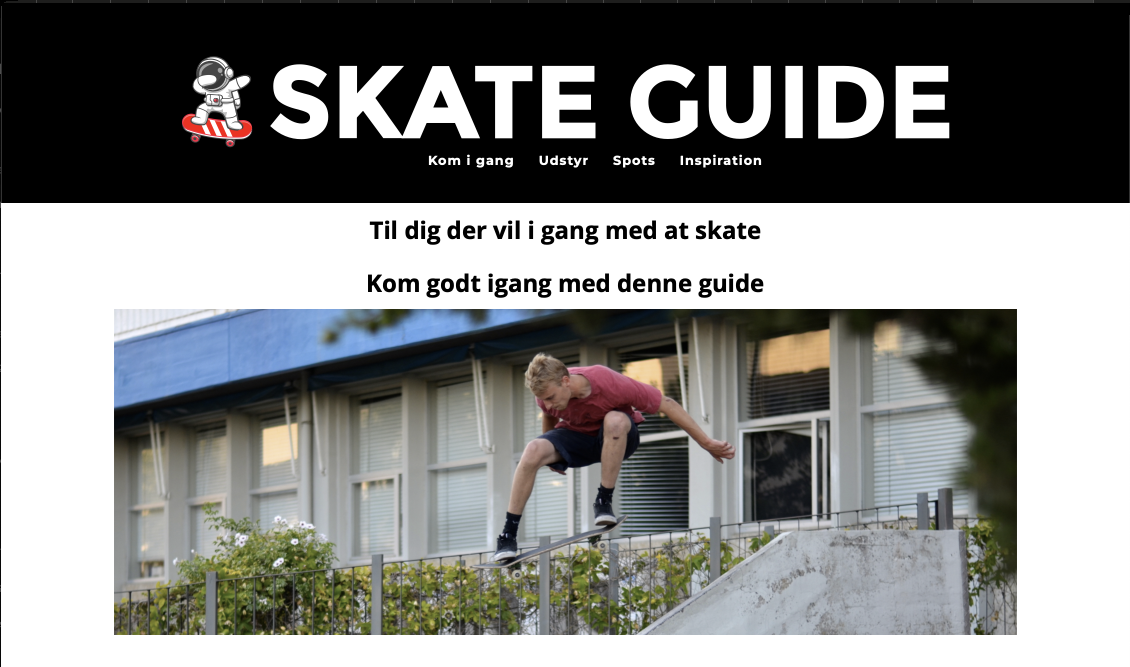 SKATE GUIDE
Kom i gang Udstyr Spots Inspiration
Til dig der vil i gang med at skate
Kom godt igang med denne guide